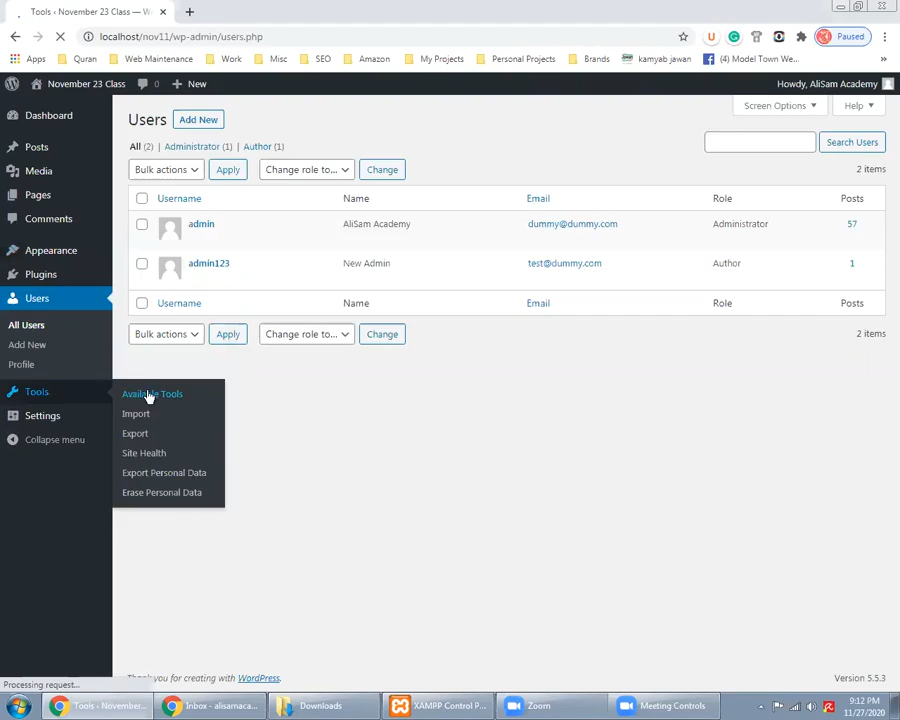 Tools ‹ November 23 Class — W
localhost/nov11/wp-admin/users.php
Paused
Apps Quran Web Maintenance Work Misc SEO Amazon My Projects Personal Projects Brands kamyab jawan (4) Model Town We... »
November 23 Class 0 + New Howdy, AliSam Academy
Screen Options Help
Dashboard
Posts
Media
Pages
Comments
Appearance
Plugins
Users
All Users
Add New
Profile
Tools
Settings
Collapse menu
Users Add New
All (2) | Administrator (1) | Author (1)
Search Users
Bulk actions Apply Change role to... Change 2 items
Username Name Email Role Posts
admin AliSam Academy dummy@dummy.com Administrator 57
admin123 New Admin test@dummy.com Author 1
Username Name Email Role Posts
Bulk actions Apply Change role to... Change 2 items
Available Tools
Import
Export
Site Health
Export Personal Data
Erase Personal Data
Thank you for creating with WordPress. Version 5.5.3
Processing request...
Tools ‹ November... Inbox - alisamaca... Downloads XAMPP Control P... Zoom Meeting Controls
9:12 PM
11/27/2020